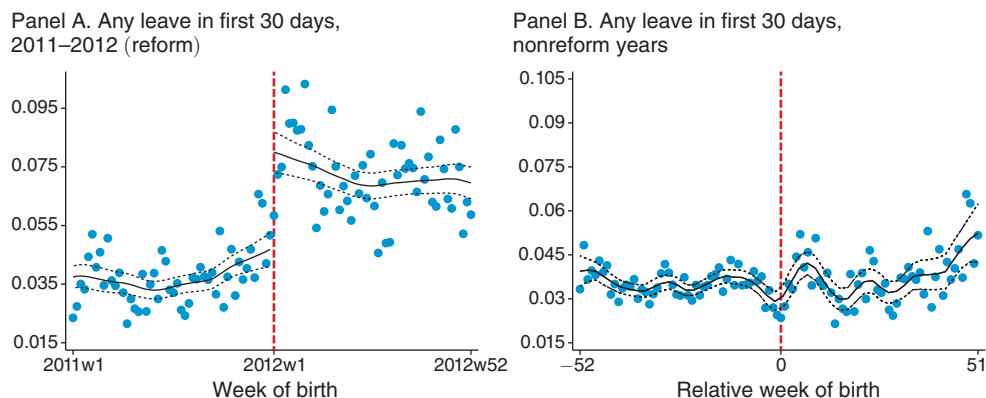 Panel A. Any leave in first 30 days,
2011–2012 (reform)
0.095
0.075
0.055
0.035
0.015
2011w1
2012w1
2012w52
Week of birth
Panel B. Any leave in first 30 days,
nonreform years
0.105
0.09
0.075
0.06
0.045
0.03
0.015
−52
0
51
Relative week of birth